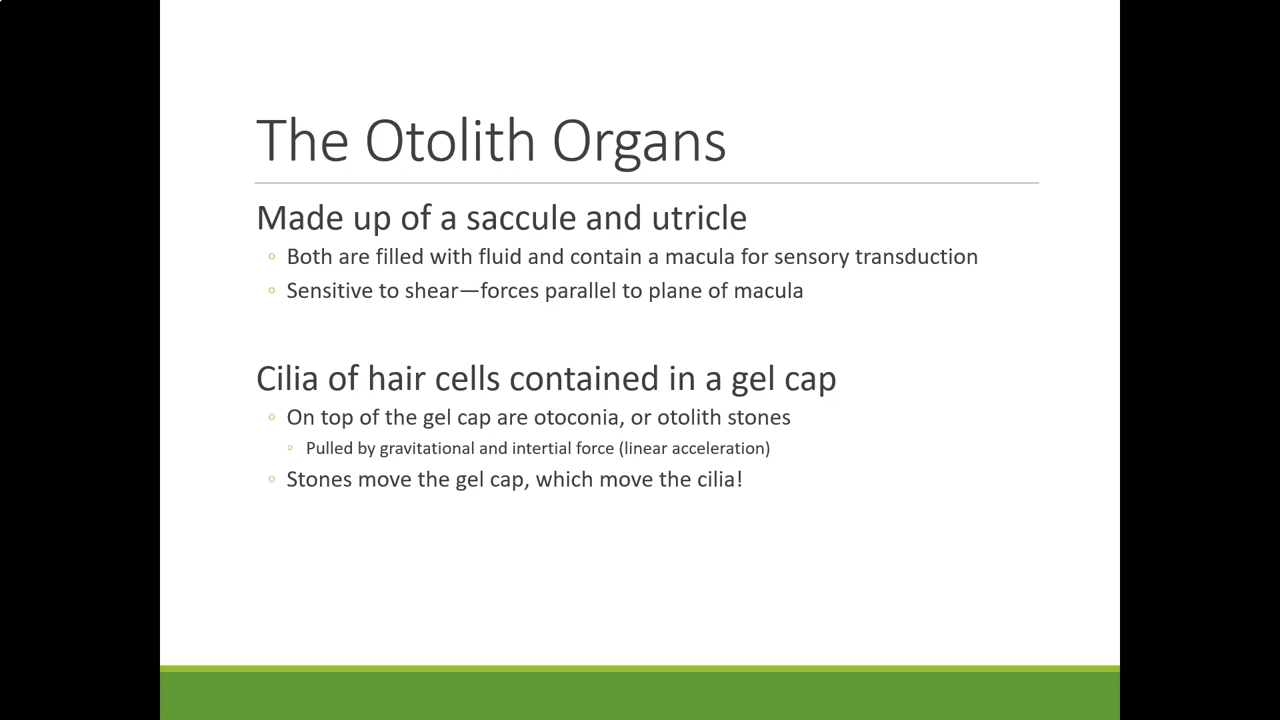 The Otolith Organs
Made up of a saccule and utricle
◦ Both are filled with fluid and contain a macula for sensory transduction
◦ Sensitive to shear—forces parallel to plane of macula
Cilia of hair cells contained in a gel cap
◦ On top of the gel cap are otoconia, or otolith stones
◦ Pulled by gravitational and intertial force (linear acceleration)
◦ Stones move the gel cap, which move the cilia!